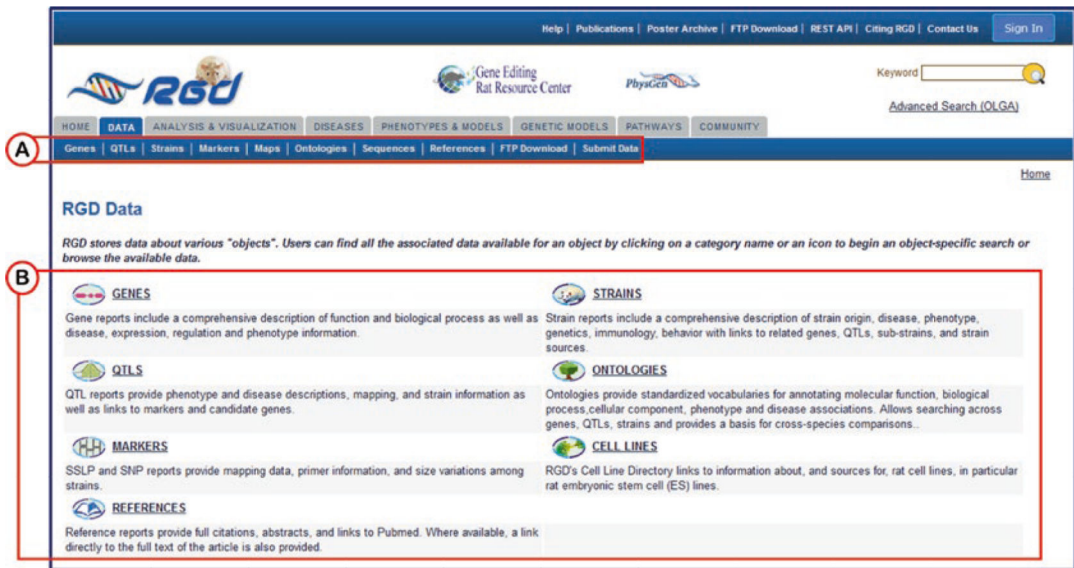 Help | Publications | Poster Archive | FTP Download | REST API | Citing RGD | Contact Us
Sign In
RGD
Gene Editing
Rat Resource Center
PhysGen
Keyword
Advanced Search (OLGA)
HOME DATA ANALYSIS & VISUALIZATION DISEASES PHENOTYPES & MODELS GENETIC MODELS PATHWAYS COMMUNITY
A
Genes | QTLs | Strains | Markers | Maps | Ontologies | Sequences | References | FTP Download | Submit Data
Home
RGD Data
RGD stores data about various "objects". Users can find all the associated data available for an object by clicking on a category name or an icon to begin an object-specific search or
browse the available data.
B
GENES
Gene reports include a comprehensive description of function and biological process as well as
disease, expression, regulation and phenotype information.
STRAINS
Strain reports include a comprehensive description of strain origin, disease, phenotype,
genetics, immunology, behavior with links to related genes, QTLs, sub-strains, and strain
sources.
QTLS
QTL reports provide phenotype and disease descriptions, mapping, and strain information as
well as links to markers and candidate genes.
ONTOLOGIES
Ontologies provide standardized vocabularies for annotating molecular function, biological
process,cellular component, phenotype and disease associations. Allows searching across
genes, QTLs, strains and provides a basis for cross-species comparisons..
MARKERS
SSLP and SNP reports provide mapping data, primer information, and size variations among
strains.
CELL LINES
RGD's Cell Line Directory links to information about, and sources for, rat cell lines, in particular
rat embryonic stem cell (ES) lines.
REFERENCES
Reference reports provide full citations, abstracts, and links to Pubmed. Where available, a link
directly to the full text of the article is also provided.